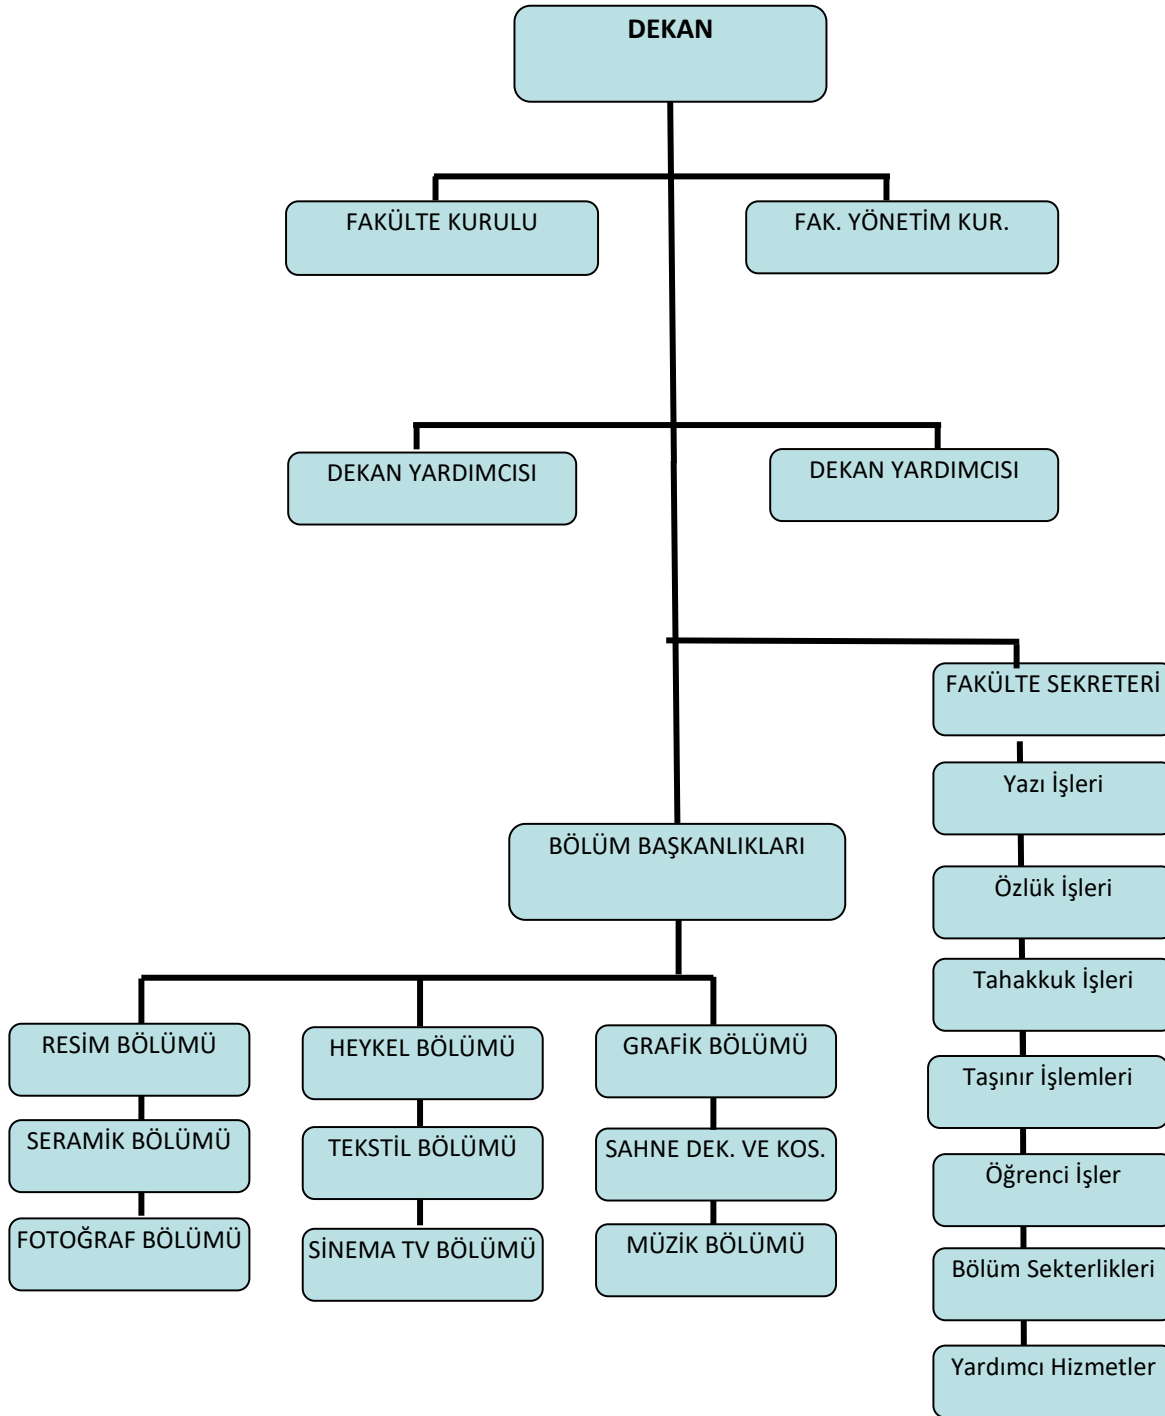 DEKAN
FAKÜLTE KURULU
FAK. YÖNETİM KUR.
DEKAN YARDIMCISI
DEKAN YARDIMCISI
FAKÜLTE SEKRETERİ
Yazı İşleri
Özlük İşleri
Tahakkuk İşleri
Taşınır İşlemleri
Öğrenci İşler
Bölüm Sekterlikleri
Yardımcı Hizmetler
BÖLÜM BAŞKANLIKLARI
RESİM BÖLÜMÜ
HEYKEL BÖLÜMÜ
GRAFİK BÖLÜMÜ
SERAMİK BÖLÜMÜ
TEKSTİL BÖLÜMÜ
SAHNE DEK. VE KOS.
FOTOĞRAF BÖLÜMÜ
SİNEMA TV BÖLÜMÜ
MÜZİK BÖLÜMÜ